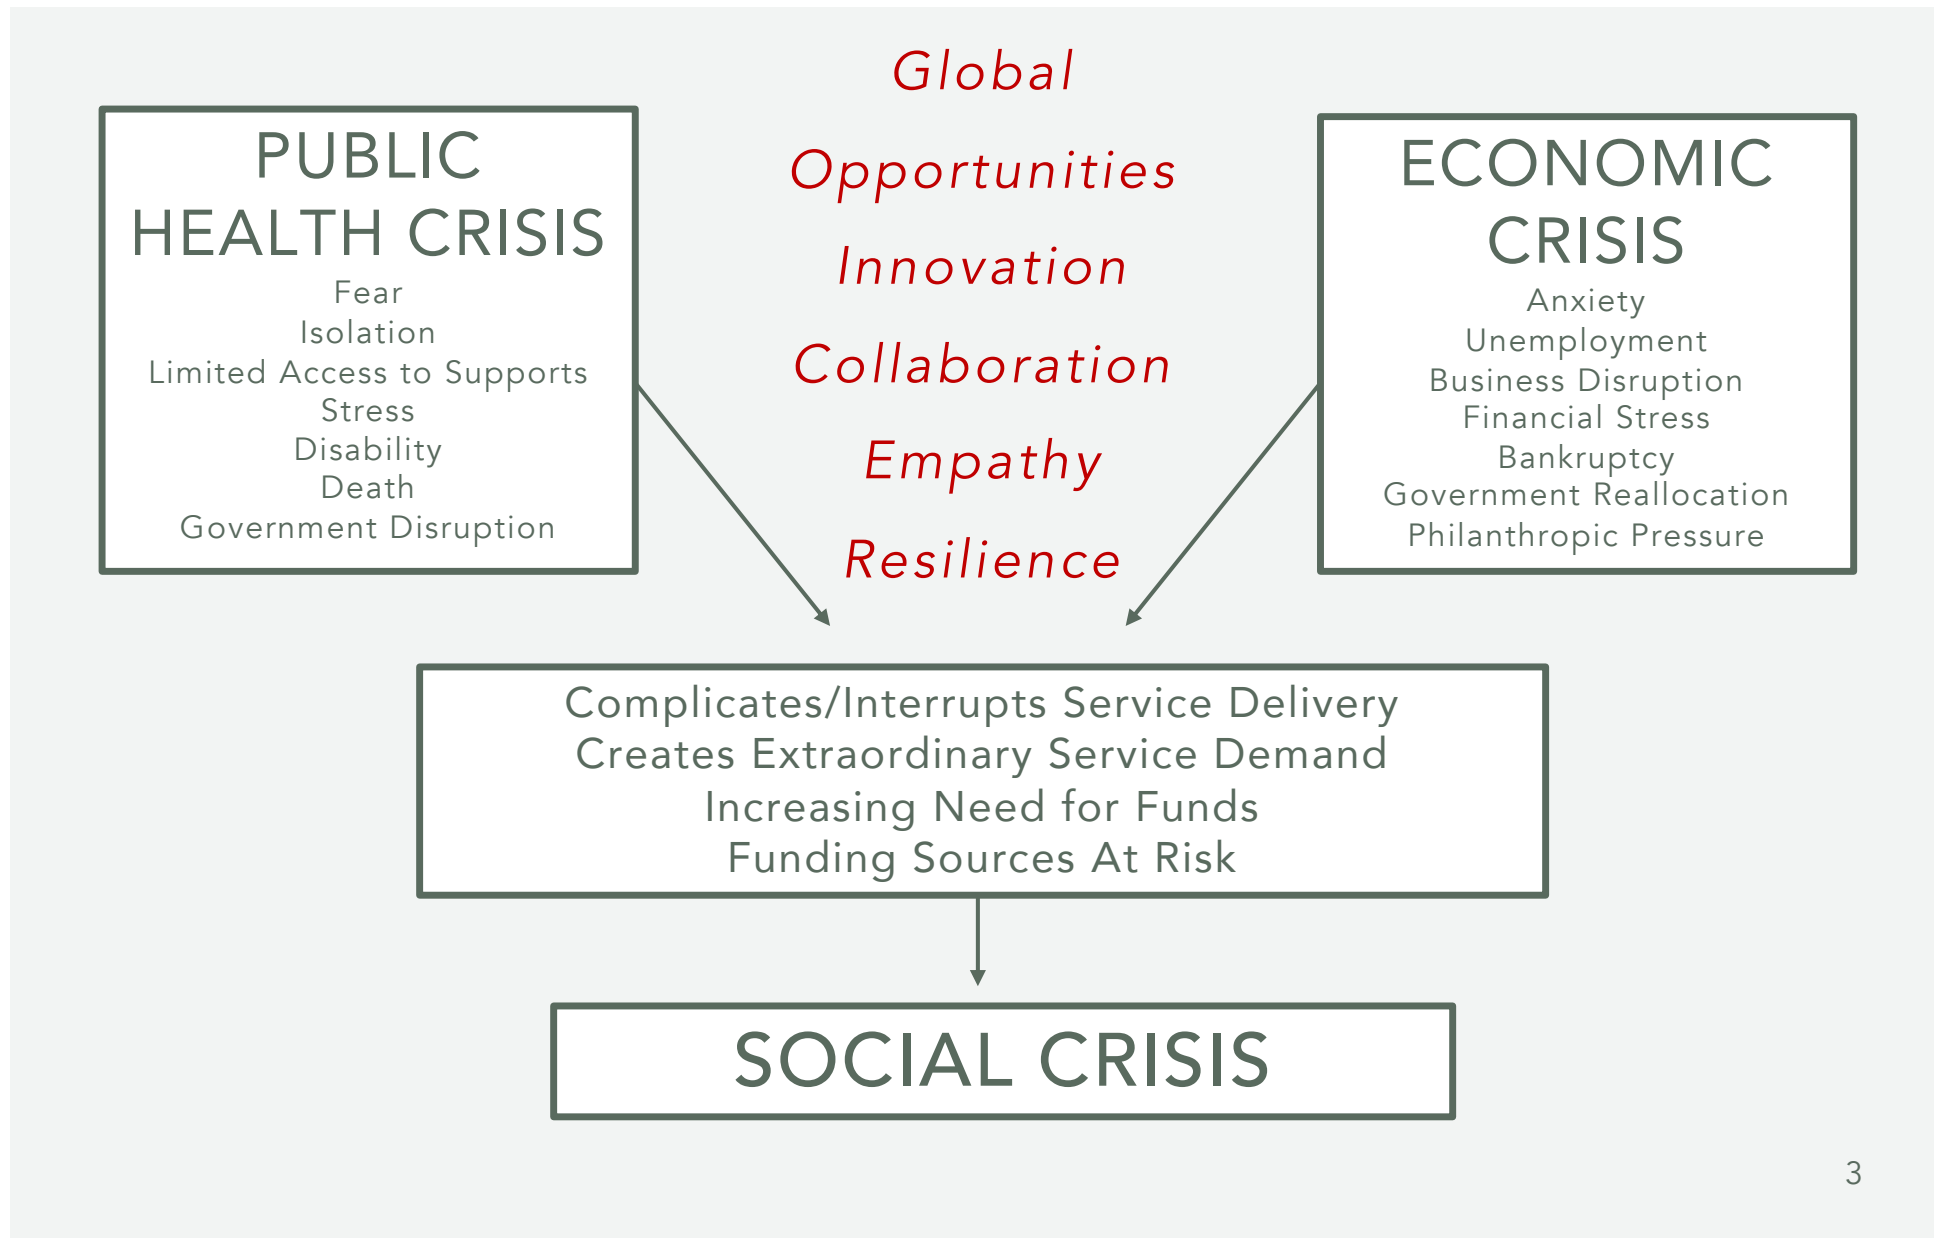 PUBLIC
HEALTH CRISIS
Fear
Isolation
Limited Access to Supports
Stress
Disability
Death
Government Disruption
Global
Opportunities
Innovation
Collaboration
Empathy
Resilience
ECONOMIC
CRISIS
Anxiety
Unemployment
Business Disruption
Financial Stress
Bankruptcy
Government Reallocation
Philanthropic Pressure
Complicates/Interrupts Service Delivery
Creates Extraordinary Service Demand
Increasing Need for Funds
Funding Sources At Risk
SOCIAL CRISIS
3